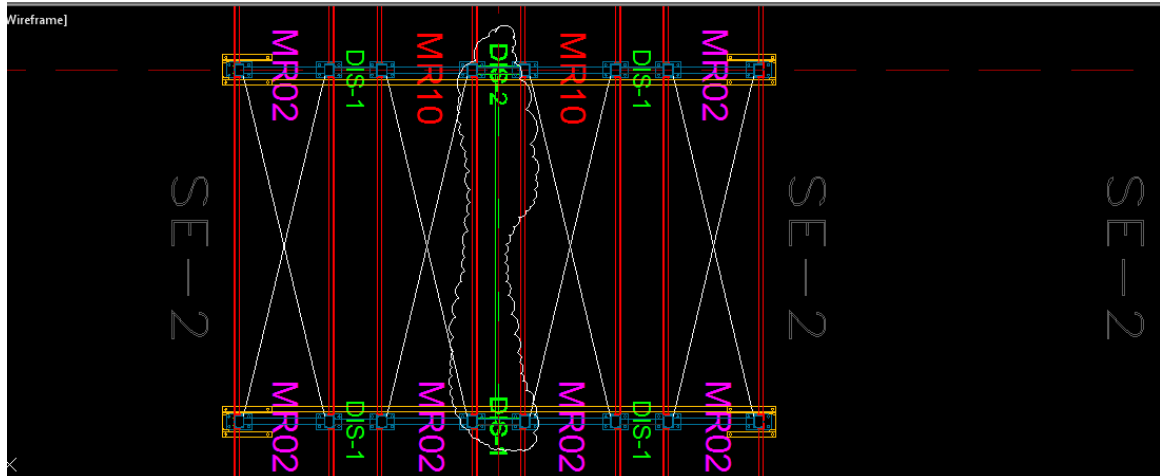 Wireframe]
MR02
DIS-1
MR10
DIS-2
MR10
DIS-1
MR02
SE-2
SE-2
SE-2
MR02
DIS-1
MR02
DIS-1
MR02
DIS-1
MR02